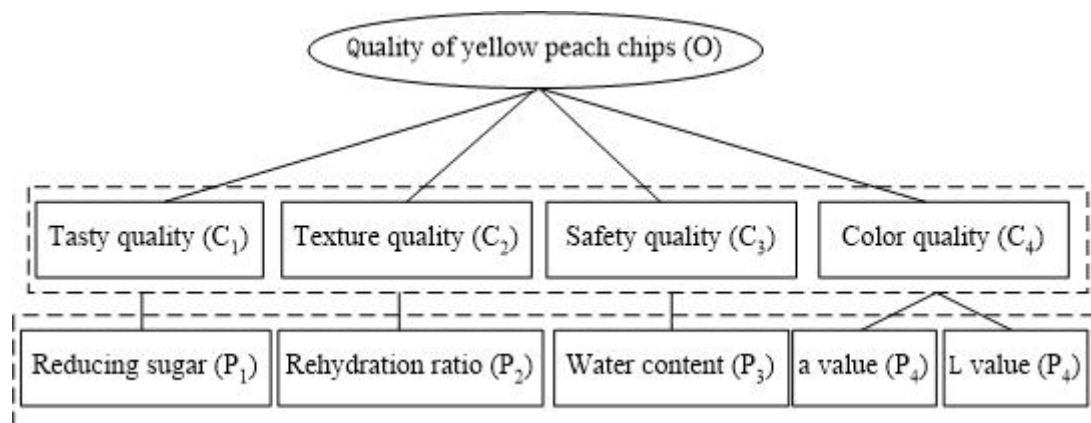 Quality of yellow peach chips (O)
Tasty quality (C₁) Texture quality (C₂) Safety quality (C₃) Color quality (C₄)
Reducing sugar (P₁) Rehydration ratio (P₂) Water content (P₃) a value (P₄) L value (P₄)